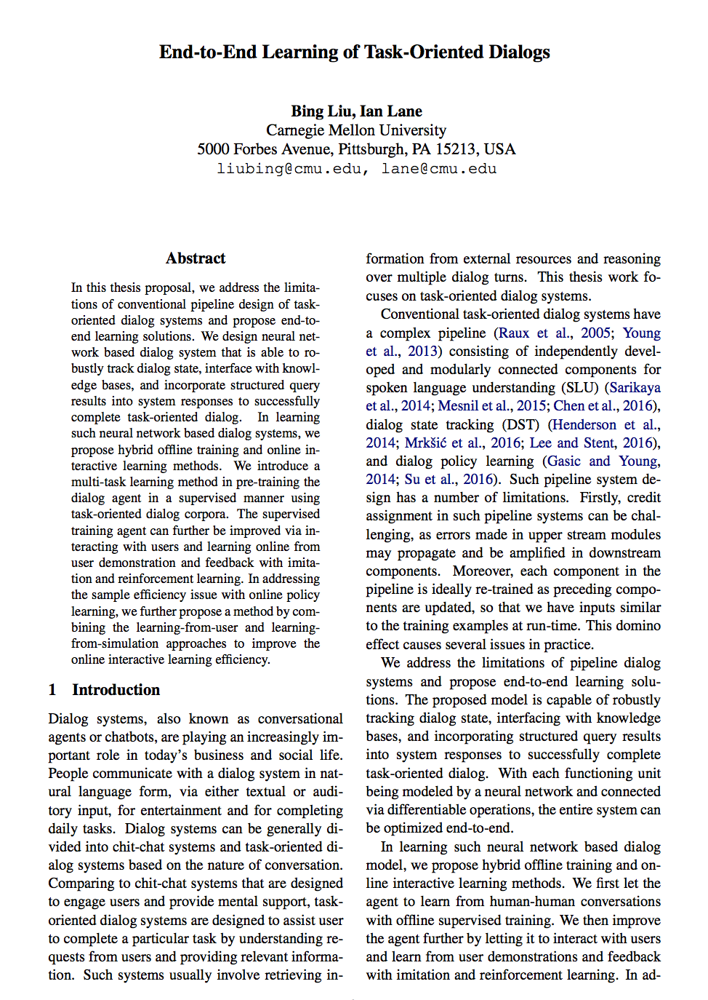 End-to-End Learning of Task-Oriented Dialogs
Bing Liu, Ian Lane
Carnegie Mellon University
5000 Forbes Avenue, Pittsburgh, PA 15213, USA
liubing@cmu.edu, lane@cmu.edu
Abstract
In this thesis proposal, we address the limita-
tions of conventional pipeline design of task-
oriented dialog systems and propose end-to-
end learning solutions. We design neural net-
work based dialog system that is able to ro-
bustly track dialog state, interface with knowl-
edge bases, and incorporate structured query
results into system responses to successfully
complete task-oriented dialog. In learning
such neural network based dialog systems, we
propose hybrid offline training and online in-
teractive learning methods. We introduce a
multi-task learning method in pre-training the
dialog agent in a supervised manner using
task-oriented dialog corpora. The supervised
training agent can further be improved via in-
teracting with users and learning online from
user demonstration and feedback with imita-
tion and reinforcement learning. In addressing
the sample efficiency issue with online policy
learning, we further propose a method by com-
bining the learning-from-user and learning-
from-simulation approaches to improve the
online interactive learning efficiency.
1 Introduction
Dialog systems, also known as conversational
agents or chatbots, are playing an increasingly im-
portant role in today's business and social life.
People communicate with a dialog system in nat-
ural language form, via either textual or audi-
tory input, for entertainment and for completing
daily tasks. Dialog systems can be generally di-
vided into chit-chat systems and task-oriented di-
alog systems based on the nature of conversation.
Comparing to chit-chat systems that are designed
to engage users and provide mental support, task-
oriented dialog systems are designed to assist user
to complete a particular task by understanding re-
quests from users and providing relevant informa-
tion. Such systems usually involve retrieving in-
formation from external resources and reasoning
over multiple dialog turns. This thesis work fo-
cuses on task-oriented dialog systems.
Conventional task-oriented dialog systems have
a complex pipeline (Raux et al., 2005; Young
et al., 2013) consisting of independently devel-
oped and modularly connected components for
spoken language understanding (SLU) (Sarikaya
et al., 2014; Mesnil et al., 2015; Chen et al., 2016),
dialog state tracking (DST) (Henderson et al.,
2014; Mrkšić et al., 2016; Lee and Stent, 2016),
and dialog policy learning (Gasic and Young,
2014; Su et al., 2016). Such pipeline system de-
sign has a number of limitations. Firstly, credit
assignment in such pipeline systems can be chal-
lenging, as errors made in upper stream modules
may propagate and be amplified in downstream
components. Moreover, each component in the
pipeline is ideally re-trained as preceding compo-
nents are updated, so that we have inputs similar
to the training examples at run-time. This domino
effect causes several issues in practice.
We address the limitations of pipeline dialog
systems and propose end-to-end learning solu-
tions. The proposed model is capable of robustly
tracking dialog state, interfacing with knowledge
bases, and incorporating structured query results
into system responses to successfully complete
task-oriented dialog. With each functioning unit
being modeled by a neural network and connected
via differentiable operations, the entire system can
be optimized end-to-end.
In learning such neural network based dialog
model, we propose hybrid offline training and on-
line interactive learning methods. We first let the
agent to learn from human-human conversations
with offline supervised training. We then improve
the agent further by letting it to interact with users
and learn from user demonstrations and feedback
with imitation and reinforcement learning. In ad-